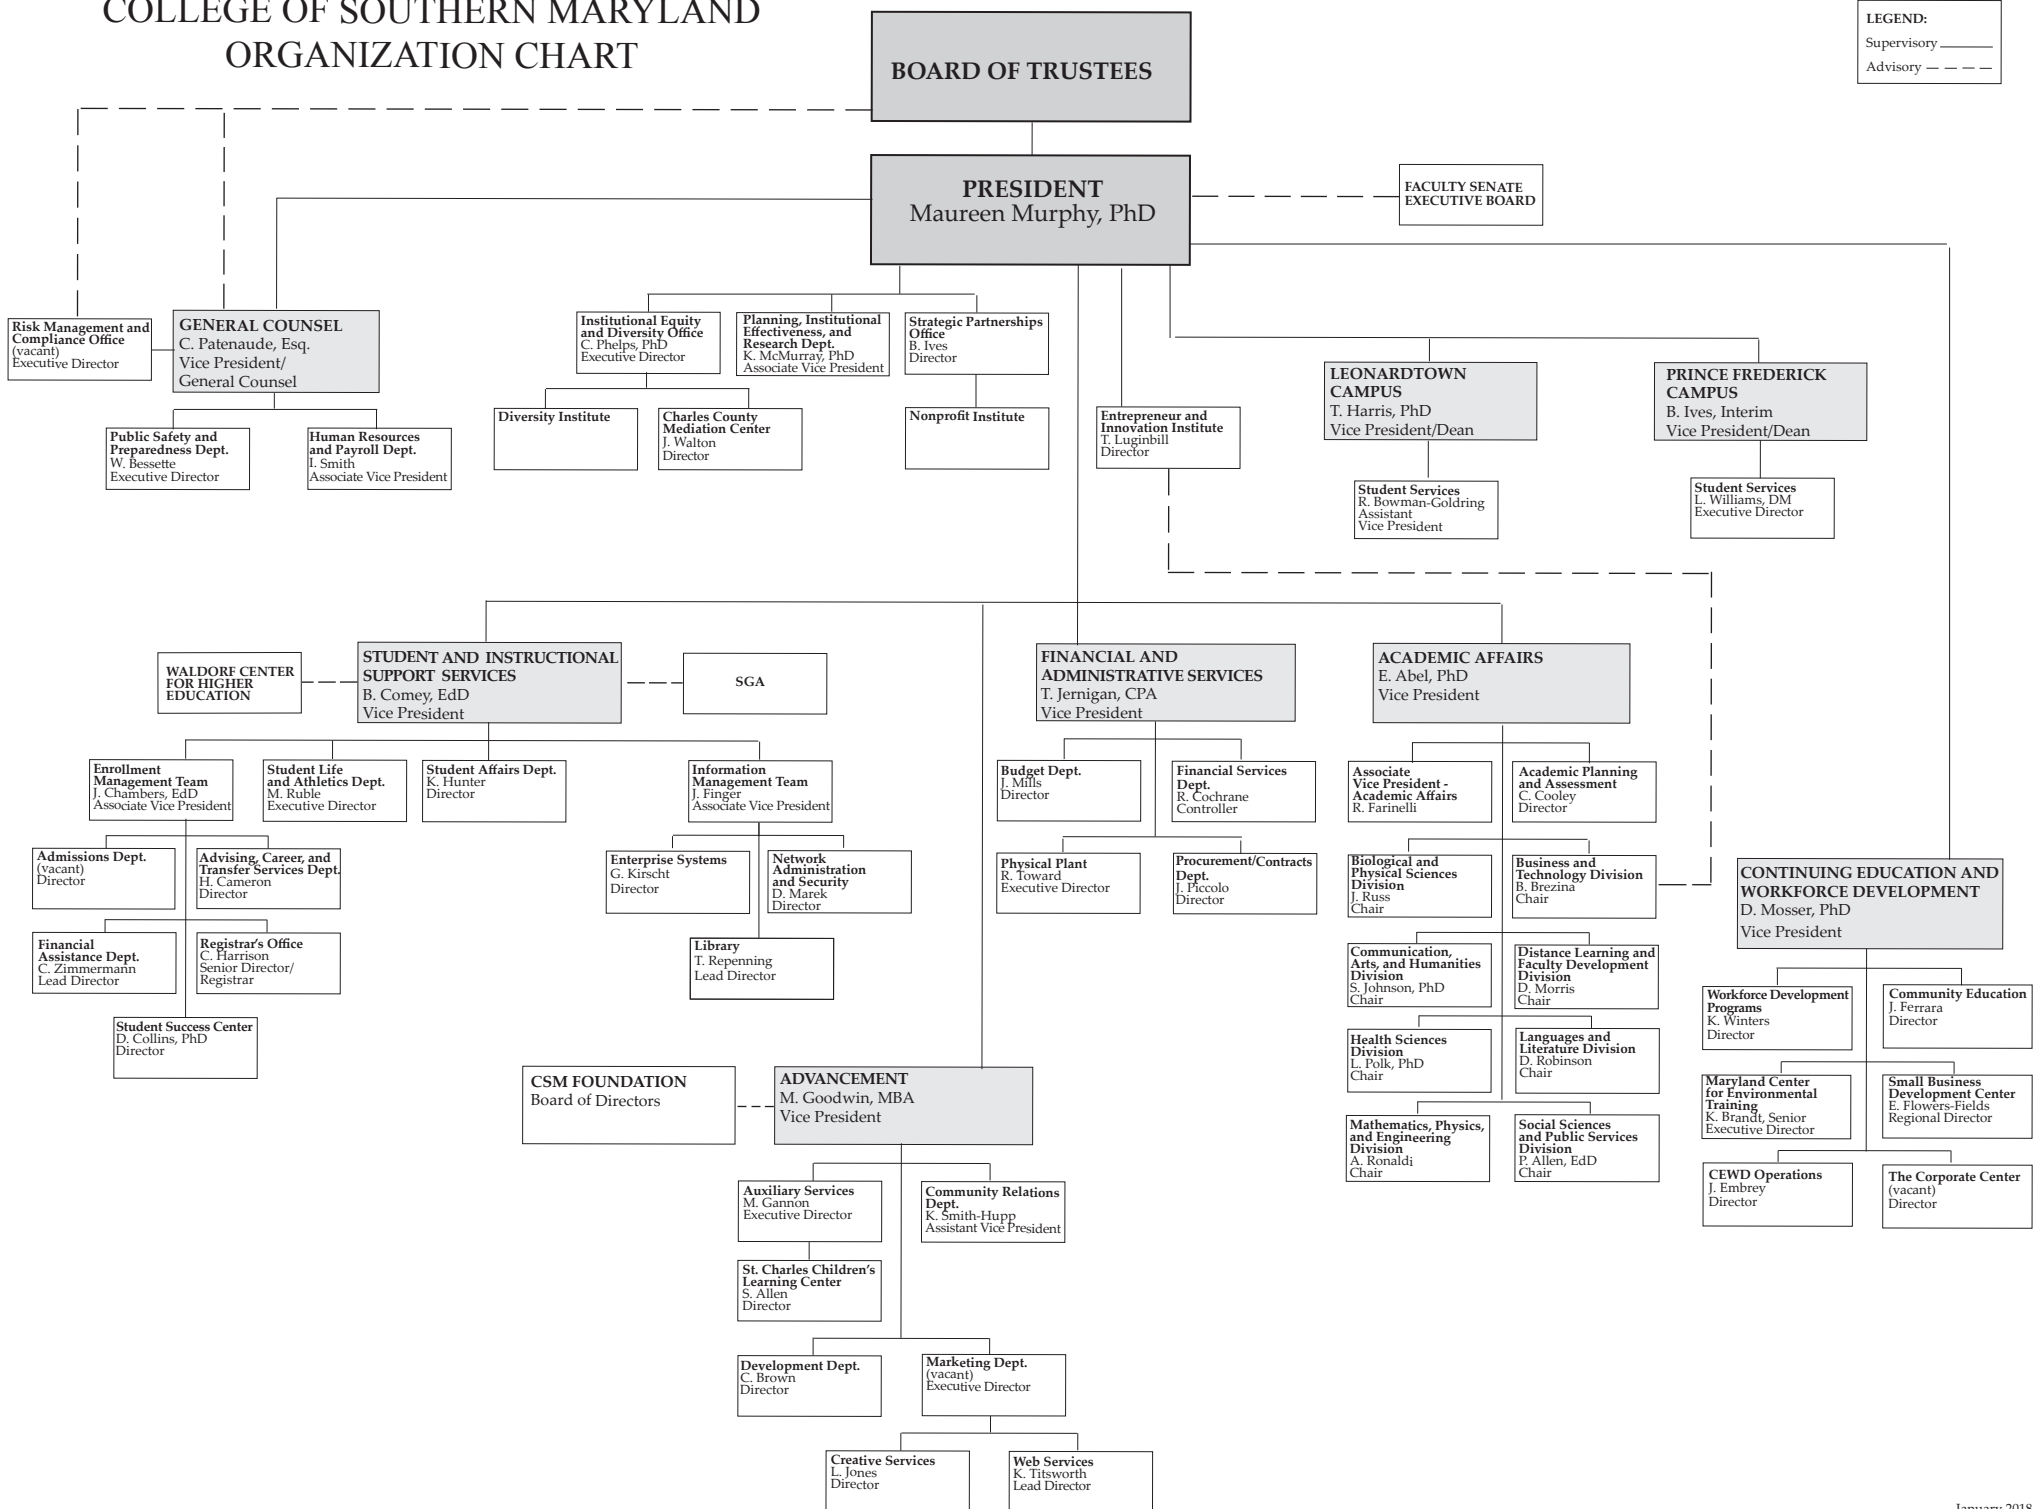 COLLEGE OF SOUTHERN MARYLAND
ORGANIZATION CHART
LEGEND:
Supervisory
Advisory
BOARD OF TRUSTEES
PRESIDENT
Maureen Murphy, PhD
FACULTY SENATE
EXECUTIVE BOARD
Risk Management and
Compliance Office
(vacant)
Executive Director
GENERAL COUNSEL
C. Patenaude, Esq.
Vice President/
General Counsel
Public Safety and
Preparedness Dept.
W. Bessette
Executive Director
Human Resources
and Payroll Dept.
I. Smith
Associate Vice President
Institutional Equity
and Diversity Office
C. Phelps, PhD
Executive Director
Planning, Institutional
Effectiveness, and
Research Dept.
K. McMurray, PhD
Associate Vice President
Strategic Partnerships
Office
B. Ives
Director
Diversity Institute
Charles County
Mediation Center
J. Walton
Director
Nonprofit Institute
Entrepreneur and
Innovation Institute
T. Luginbill
Director
LEONARDTOWN
CAMPUS
T. Harris, PhD
Vice President/Dean
PRINCE FREDERICK
CAMPUS
B. Ives, Interim
Vice President/Dean
Student Services
R. Bowman-Goldring
Assistant
Vice President
Student Services
L. Williams, DM
Executive Director
WALDORF CENTER
FOR HIGHER
EDUCATION
STUDENT AND INSTRUCTIONAL
SUPPORT SERVICES
B. Comey, EdD
Vice President
SGA
FINANCIAL AND
ADMINISTRATIVE SERVICES
T. Jernigan, CPA
Vice President
ACADEMIC AFFAIRS
E. Abel, PhD
Vice President
Enrollment
Management Team
J. Chambers, EdD
Associate Vice President
Student Life
and Athletics Dept.
M. Ruble
Executive Director
Student Affairs Dept.
K. Hunter
Director
Information
Management Team
J. Finger
Associate Vice President
Admissions Dept.
(vacant)
Director
Advising, Career, and
Transfer Services Dept.
H. Cameron
Director
Financial
Assistance Dept.
C. Zimmermann
Lead Director
Registrar's Office
C. Harrison
Senior Director/
Registrar
Student Success Center
D. Collins, PhD
Director
Enterprise Systems
G. Kirscht
Director
Network
Administration
and Security
D. Marek
Director
Library
T. Repenning
Lead Director
Budget Dept.
J. Mills
Director
Financial Services
Dept.
R. Cochrane
Controller
Physical Plant
R. Toward
Executive Director
Procurement/Contracts
Dept.
J. Piccolo
Director
Associate
Vice President -
Academic Affairs
R. Farinelli
Academic Planning
and Assessment
C. Cooley
Director
Biological and
Physical Sciences
Division
J. Russ
Chair
Business and
Technology Division
B. Brezina
Chair
Communication,
Arts, and Humanities
Division
S. Johnson, PhD
Chair
Distance Learning and
Faculty Development
Division
D. Morris
Chair
Health Sciences
Division
L. Polk, PhD
Chair
Languages and
Literature Division
D. Robinson
Chair
Mathematics, Physics,
and Engineering
Division
A. Ronaldi
Chair
Social Sciences
and Public Services
Division
P. Allen, EdD
Chair
CONTINUING EDUCATION AND
WORKFORCE DEVELOPMENT
D. Mosser, PhD
Vice President
Workforce Development
Programs
K. Winters
Director
Community Education
J. Ferrara
Director
Maryland Center
for Environmental
Training
K. Brandt, Senior
Executive Director
Small Business
Development Center
E. Flowers-Fields
Regional Director
CEWD Operations
J. Embrey
Director
The Corporate Center
(vacant)
Director
CSM FOUNDATION
Board of Directors
ADVANCEMENT
M. Goodwin, MBA
Vice President
Auxiliary Services
M. Gannon
Executive Director
Community Relations
Dept.
K. Smith-Hupp
Assistant Vice President
St. Charles Children's
Learning Center
S. Allen
Director
Development Dept.
C. Brown
Director
Marketing Dept.
(vacant)
Executive Director
Creative Services
L. Jones
Director
Web Services
K. Titsworth
Lead Director
January 2018